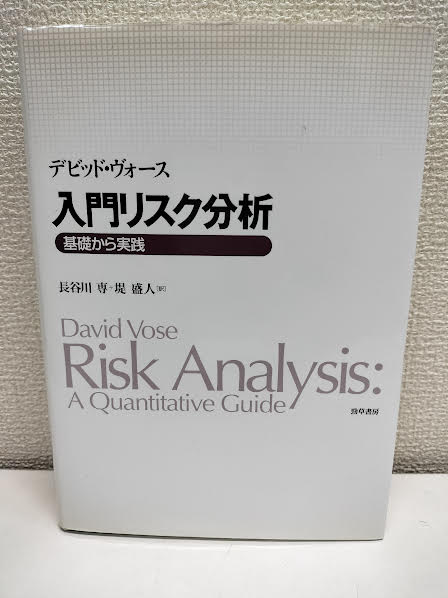 デビッド・ヴォース
入門リスク分析
基礎から実践
長谷川 専・堤 盛人[訳]
David Vose
Risk Analysis:
A Quantitative Guide
勁草書房